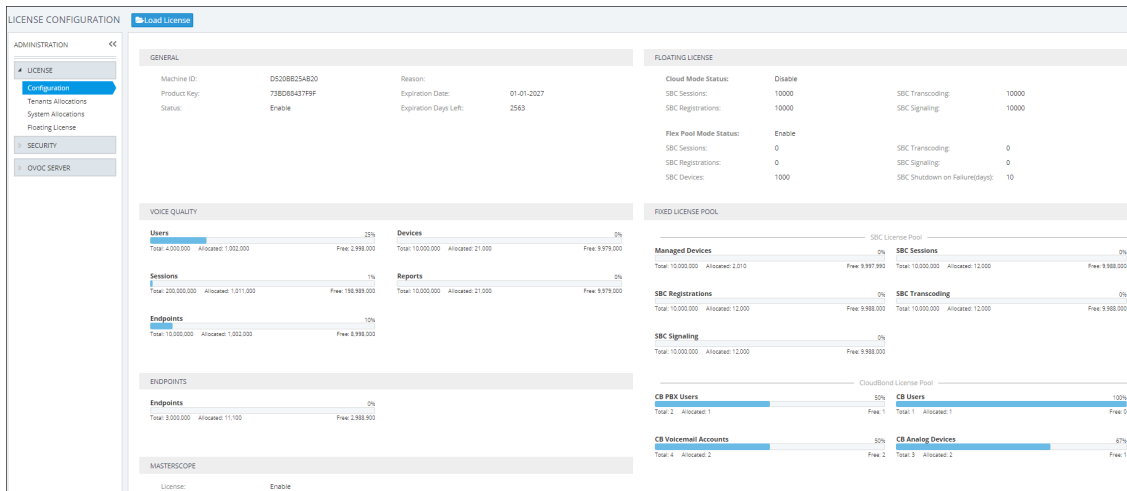 LICENSE CONFIGURATION Load License
ADMINISTRATION
LICENSE
Configuration
Tenants Allocations
System Allocations
Floating License
SECURITY
OVOC SERVER
GENERAL
Machine ID: D520BB25AB20 Reason:
Product Key: 73BD88437F9F Expiration Date: 01-01-2027
Status: Enable Expiration Days Left: 2563
FLOATING LICENSE
Cloud Mode Status: Disable
SBC Sessions: 10000 SBC Transcoding: 10000
SBC Registrations: 10000 SBC Signaling: 10000
Flex Pool Mode Status: Enable
SBC Sessions: 0 SBC Transcoding: 0
SBC Registrations: 0 SBC Signaling: 0
SBC Devices: 1000 SBC Shutdown on Failure(days): 10
VOICE QUALITY
Users 25%
Total: 4,000,000 Allocated: 1,002,000 Free: 2,998,000
Devices 0%
Total: 10,000,000 Allocated: 21,000 Free: 9,979,000
Sessions 1%
Total: 200,000,000 Allocated: 1,011,000 Free: 198,989,000
Reports 0%
Total: 10,000,000 Allocated: 21,000 Free: 9,979,000
Endpoints 10%
Total: 10,000,000 Allocated: 1,002,000 Free: 8,998,000
ENDPOINTS
Endpoints 0%
Total: 3,000,000 Allocated: 11,100 Free: 2,988,900
MASTERSCOPE
License: Enable
FIXED LICENSE POOL
SBC License Pool
Managed Devices 0%
Total: 10,000,000 Allocated: 2,010 Free: 9,997,990
SBC Sessions 0%
Total: 10,000,000 Allocated: 12,000 Free: 9,988,000
SBC Registrations 0%
Total: 10,000,000 Allocated: 12,000 Free: 9,988,000
SBC Transcoding 0%
Total: 10,000,000 Allocated: 12,000 Free: 9,988,000
SBC Signaling 0%
Total: 10,000,000 Allocated: 12,000 Free: 9,988,000
CloudBond License Pool
CB PBX Users 50%
Total: 2 Allocated: 1 Free: 1
CB Users 100%
Total: 1 Allocated: 1 Free: 0
CB Voicemail Accounts 50%
Total: 4 Allocated: 2 Free: 2
CB Analog Devices 67%
Total: 3 Allocated: 2 Free: 1